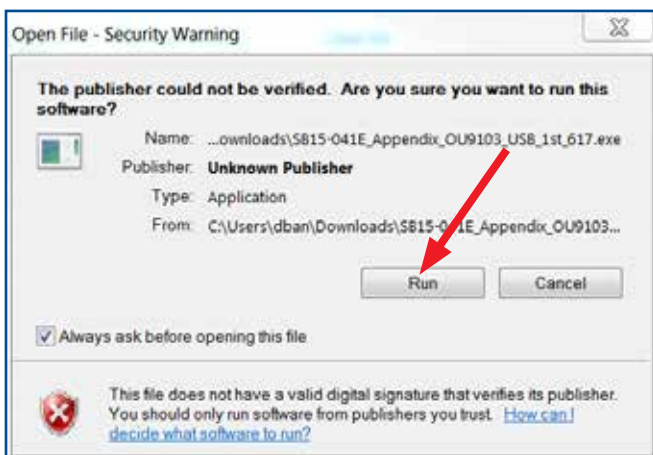 Open File - Security Warning
The publisher could not be verified. Are you sure you want to run this
software?
Name: ...ownloads\SB15-041E_Appendix_OU9103_USB_1st_617.exe
Publisher: Unknown Publisher
Type: Application
From: C:\Users\dban\Downloads\SB15-041E_Appendix_OU9103...
Run Cancel
Always ask before opening this file
This file does not have a valid digital signature that verifies its publisher.
You should only run software from publishers you trust. How can I
decide what software to run?